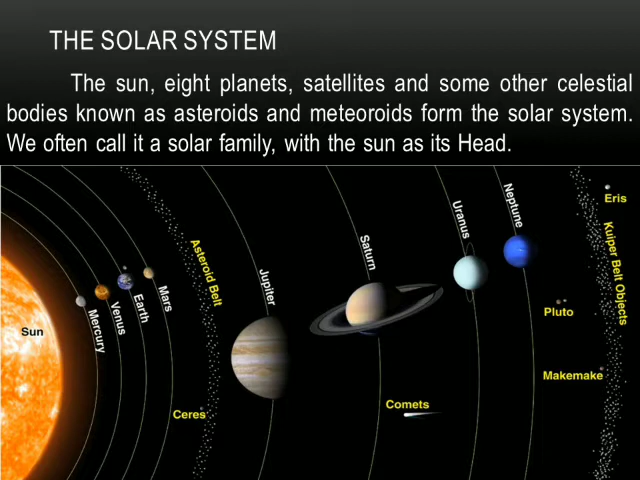 THE SOLAR SYSTEM
The sun, eight planets, satellites and some other celestial
bodies known as asteroids and meteoroids form the solar system.
We often call it a solar family, with the sun as its Head.
Sun
Mercury
Venus
Earth
Mars
Asteroid Belt
Ceres
Jupiter
Saturn
Comets
Uranus
Neptune
Pluto
Makemake
Eris
Kuiper Belt Objects